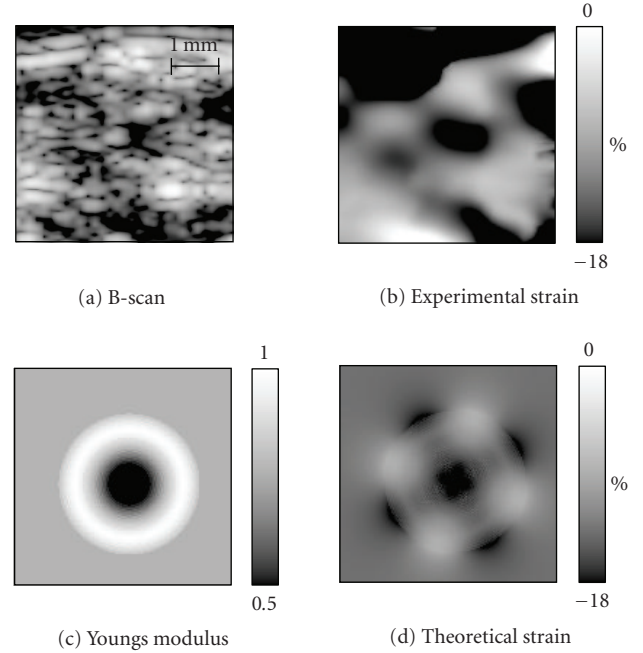 1 mm
0
%
−18
(a) B-scan
(b) Experimental strain
1
0.5
0
%
−18
(c) Youngs modulus
(d) Theoretical strain